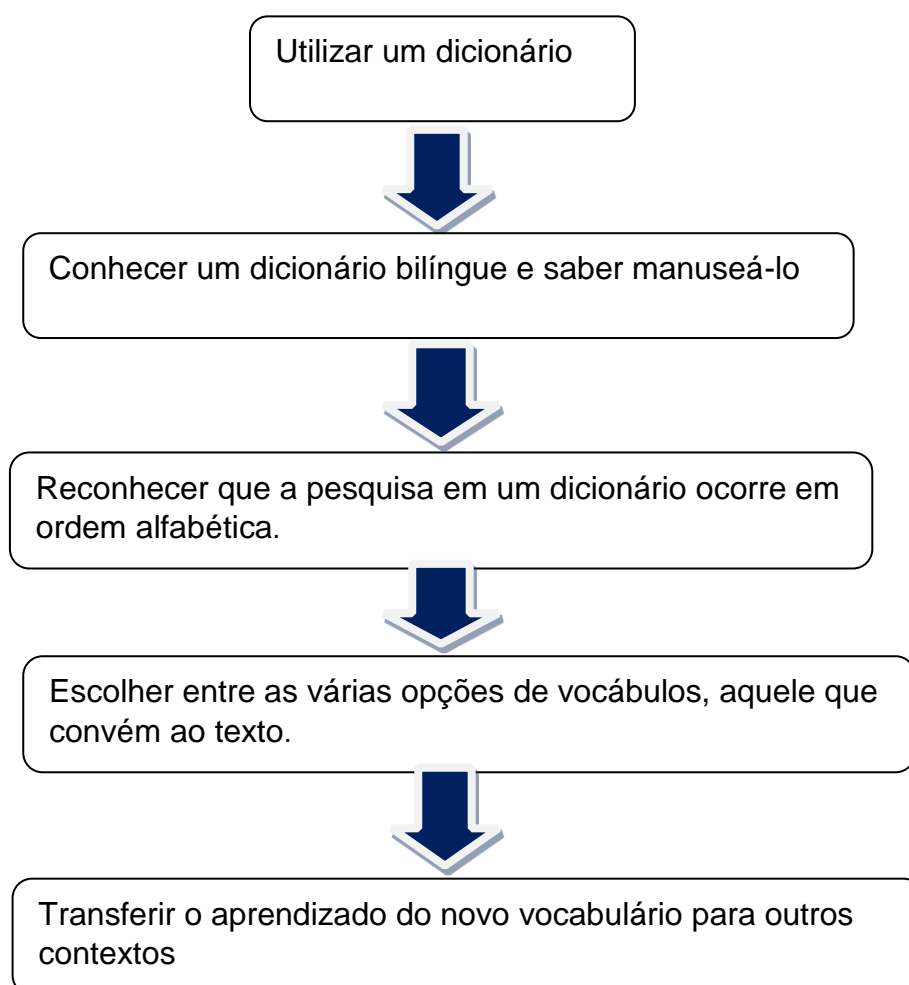 Utilizar um dicionário
Conhecer um dicionário bilíngue e saber manuseá-lo
Reconhecer que a pesquisa em um dicionário ocorre em
ordem alfabética.
Escolher entre as várias opções de vocábulos, aquele que
convém ao texto.
Transferir o aprendizado do novo vocabulário para outros
contextos